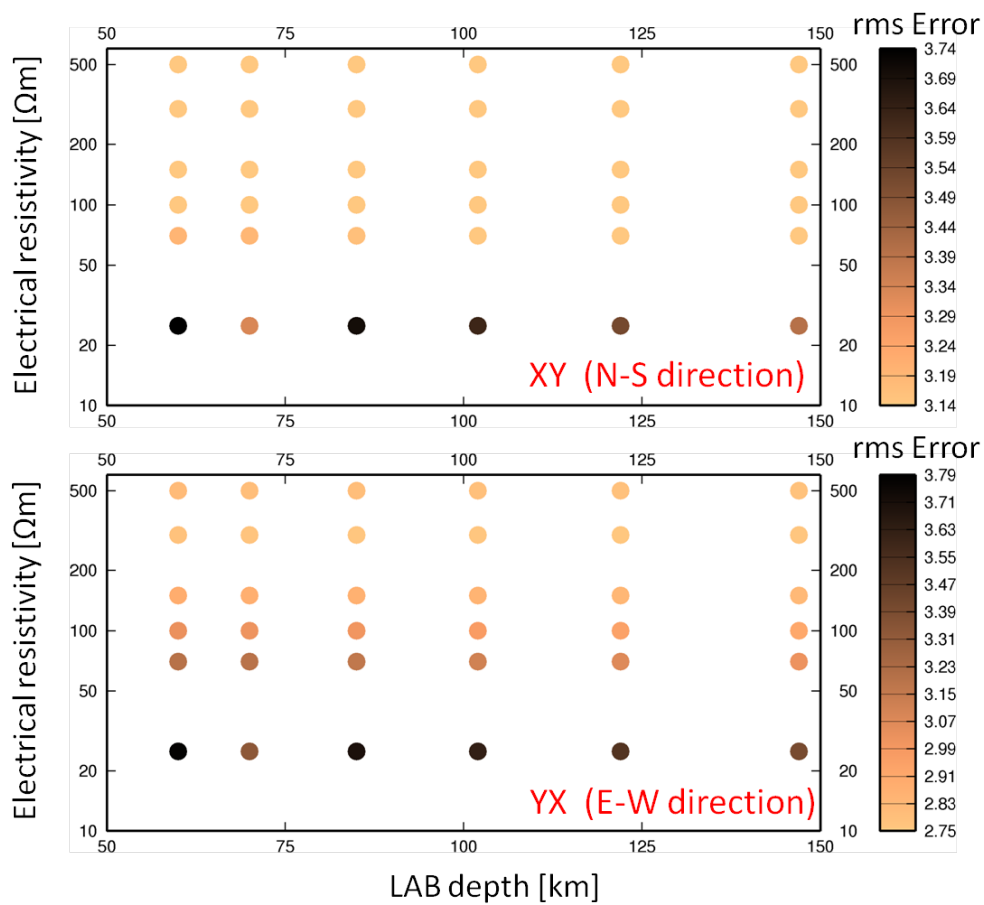 rms Error
50 75 100 125 150
Electrical resistivity [Ωm]
500 500 3.74
3.69
3.64
200 200 3.59
3.54
100 100 3.49
3.44
50 50 3.39
3.34
3.29
20 20 3.24
XY (N-S direction)
3.19
10 10 3.14
50 75 100 125 150
rms Error
50 75 100 125 150
Electrical resistivity [Ωm]
500 500 3.79
3.71
3.63
200 200 3.55
3.47
100 100 3.39
3.31
3.23
50 50 3.15
3.07
2.99
20 20 2.91
YX (E-W direction)
2.83
10 10 2.75
50 75 100 125 150
LAB depth [km]